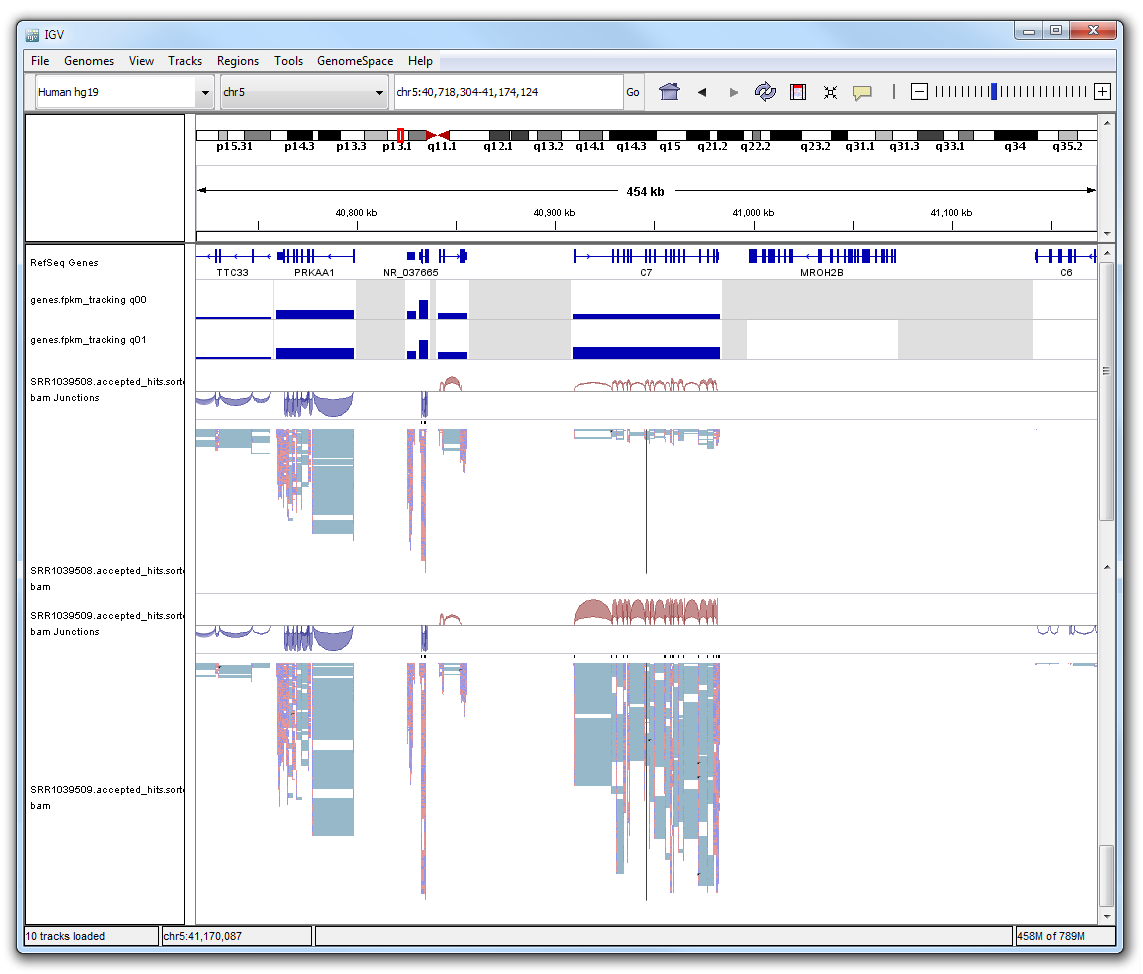 IGV
File Genomes View Tracks Regions Tools GenomeSpace Help
Human hg19 chr5 chr5:40,718,304-41,174,124 Go
p15.31 p14.3 p13.3 p13.1 q11.1 q12.1 q13.2 q14.1 q14.3 q15 q21.2 q22.2 q23.2 q31.1 q31.3 q33.1 q34 q35.2
454 kb
40,800 kb 40,900 kb 41,000 kb 41,100 kb
RefSeq Genes
TTC33 PRKAA1 NR_037665 C7 MROH2B C6
genes.fpkm_tracking q00
genes.fpkm_tracking q01
SRR1039508.accepted_hits.sorte
bam Junctions
SRR1039508.accepted_hits.sorte
bam
SRR1039509.accepted_hits.sorte
bam Junctions
SRR1039509.accepted_hits.sorte
bam
10 tracks loaded chr5:41,170,087 458M of 789M